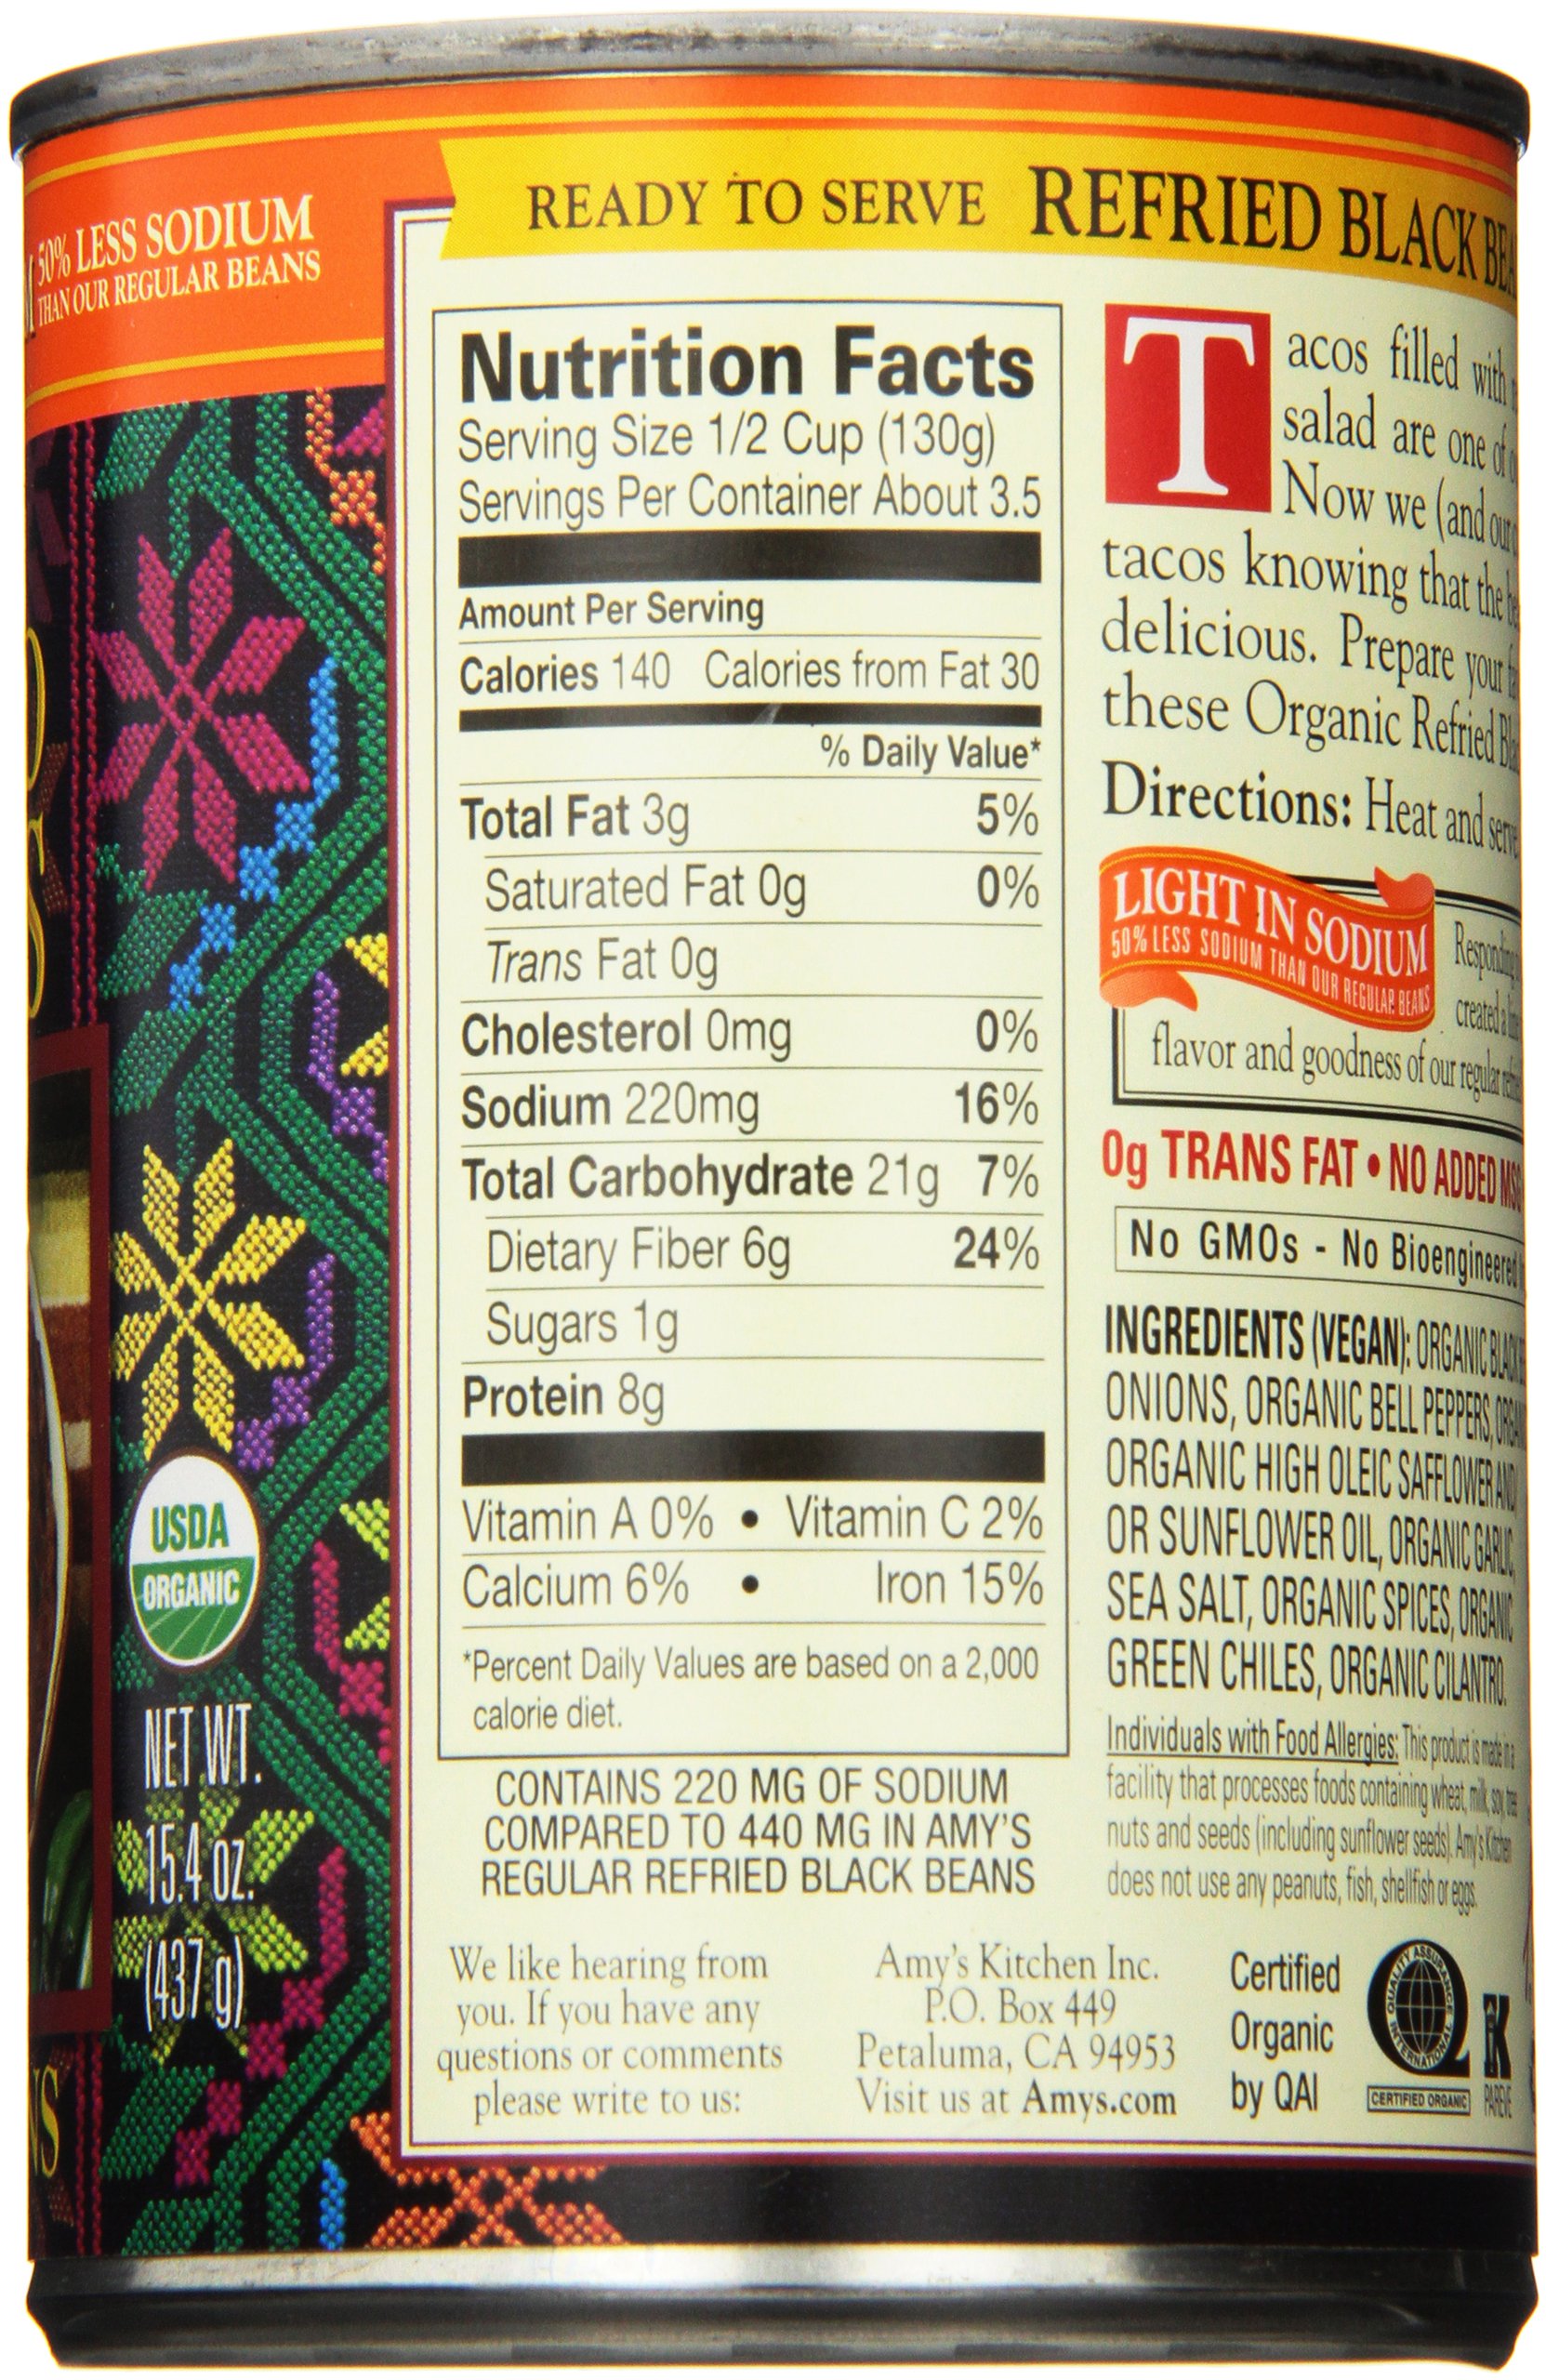 50% LESS SODIUM
THAN OUR REGULAR BEANS
READY TO SERVE REFRIED BLACK
Nutrition Facts
Serving Size 1/2 Cup (130g)
Servings Per Container About 3.5
Amount Per Serving
Calories 140 Calories from Fat 30
% Daily Value*
Total Fat 3g 5%
Saturated Fat 0g 0%
Trans Fat 0g
Cholesterol 0mg 0%
Sodium 220mg 16%
Total Carbohydrate 21g 7%
Dietary Fiber 6g 24%
Sugars 1g
Protein 8g
Vitamin A 0% • Vitamin C 2%
Calcium 6% • Iron 15%
*Percent Daily Values are based on a 2,000
calorie diet.
CONTAINS 220 MG OF SODIUM
COMPARED TO 440 MG IN AMY'S
REGULAR REFRIED BLACK BEANS
We like hearing from
you. If you have any
questions or comments
please write to us:
Amy's Kitchen Inc.
P.O. Box 449
Petaluma, CA 94953
Visit us at Amys.com
Certified
Organic
by QAI
QUALITY ASSURANCE
INTERNATIONAL
CERTIFIED ORGANIC
K
PAREVE
Tacos filled with
salad are one of
Now we (and our
tacos knowing that the
delicious. Prepare your
these Organic Refried
Directions: Heat and serve
LIGHT IN SODIUM
50% LESS SODIUM THAN OUR REGULAR BEANS
Responding
created a
flavor and goodness of our regular
0g TRANS FAT • NO ADDED MSG
No GMOs - No Bioengineered
INGREDIENTS (VEGAN): ORGANIC BLACK
ONIONS, ORGANIC BELL PEPPERS,
ORGANIC HIGH OLEIC SAFFLOWER AND/
OR SUNFLOWER OIL, ORGANIC GARLIC,
SEA SALT, ORGANIC SPICES, ORGANIC
GREEN CHILES, ORGANIC CILANTRO.
Individuals with Food Allergies: This product is made in a
facility that processes foods containing wheat, milk, soy, tree
nuts and seeds (including sunflower seeds). Amy's Kitchen
does not use any peanuts, fish, shellfish or eggs.
USDA
ORGANIC
NET WT.
15.4 oz.
(437 g)